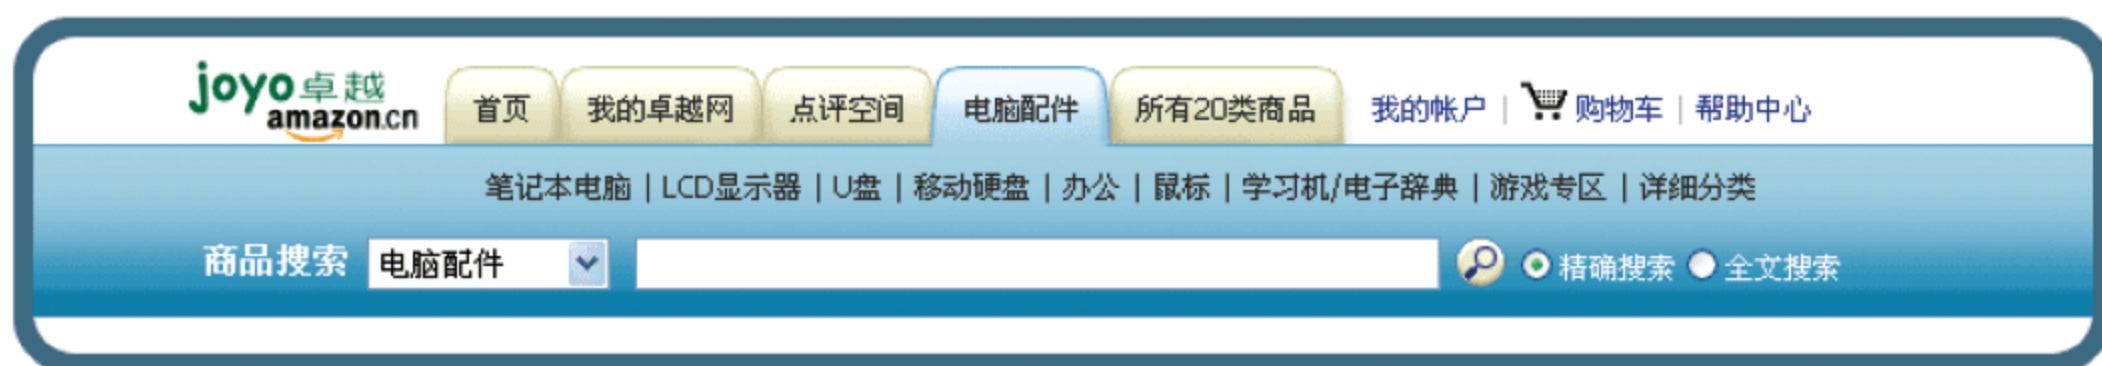 joyo卓越
amazon.cn
首页 我的卓越网 点评空间 电脑配件 所有20类商品 我的帐户 | 购物车 | 帮助中心
笔记本电脑 | LCD显示器 | U盘 | 移动硬盘 | 办公 | 鼠标 | 学习机/电子辞典 | 游戏专区 | 详细分类
商品搜索 电脑配件 精确搜索 全文搜索